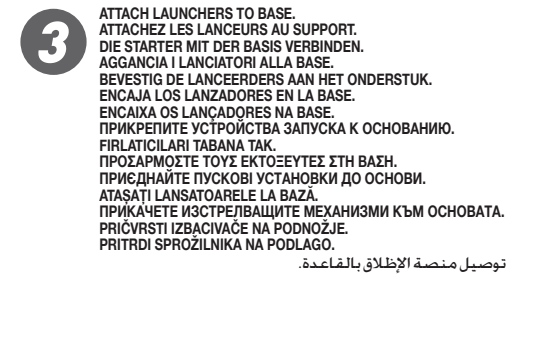 3
ATTACH LAUNCHERS TO BASE.
ATTACHEZ LES LANCEURS AU SUPPORT.
DIE STARTER MIT DER BASIS VERBINDEN.
AGGANCIA I LANCIATORI ALLA BASE.
BEVESTIG DE LANCEERDERS AAN HET ONDERSTUK.
ENCAJA LOS LANZADORES EN LA BASE.
ENCAIXA OS LANÇADORES NA BASE.
ПРИКРЕПИТЕ УСТРОЙСТВА ЗАПУСКА К ОСНОВАНИЮ.
FIRLATICILARI TABANA TAK.
ΠΡΟΣΑΡΜΟΣΤΕ ΤΟΥΣ ΕΚΤΟΞΕΥΤΕΣ ΣΤΗ ΒΑΣΗ.
ПРИЄДНАЙТЕ ПУСКОВІ УСТАНОВКИ ДО ОСНОВИ.
ATAȘAȚI LANSATOARELE LA BAZĂ.
ПРИКАЧЕТЕ ИЗСТРЕЛВАЩИТЕ МЕХАНИЗМИ КЪМ ОСНОВАТА.
PRIČVRSTI IZBACIVAČE NA PODNOŽJE.
PRITRDI SPROŽILNIKA NA PODLAGO.
توصيل منصة الإطلاق بالقاعدة.